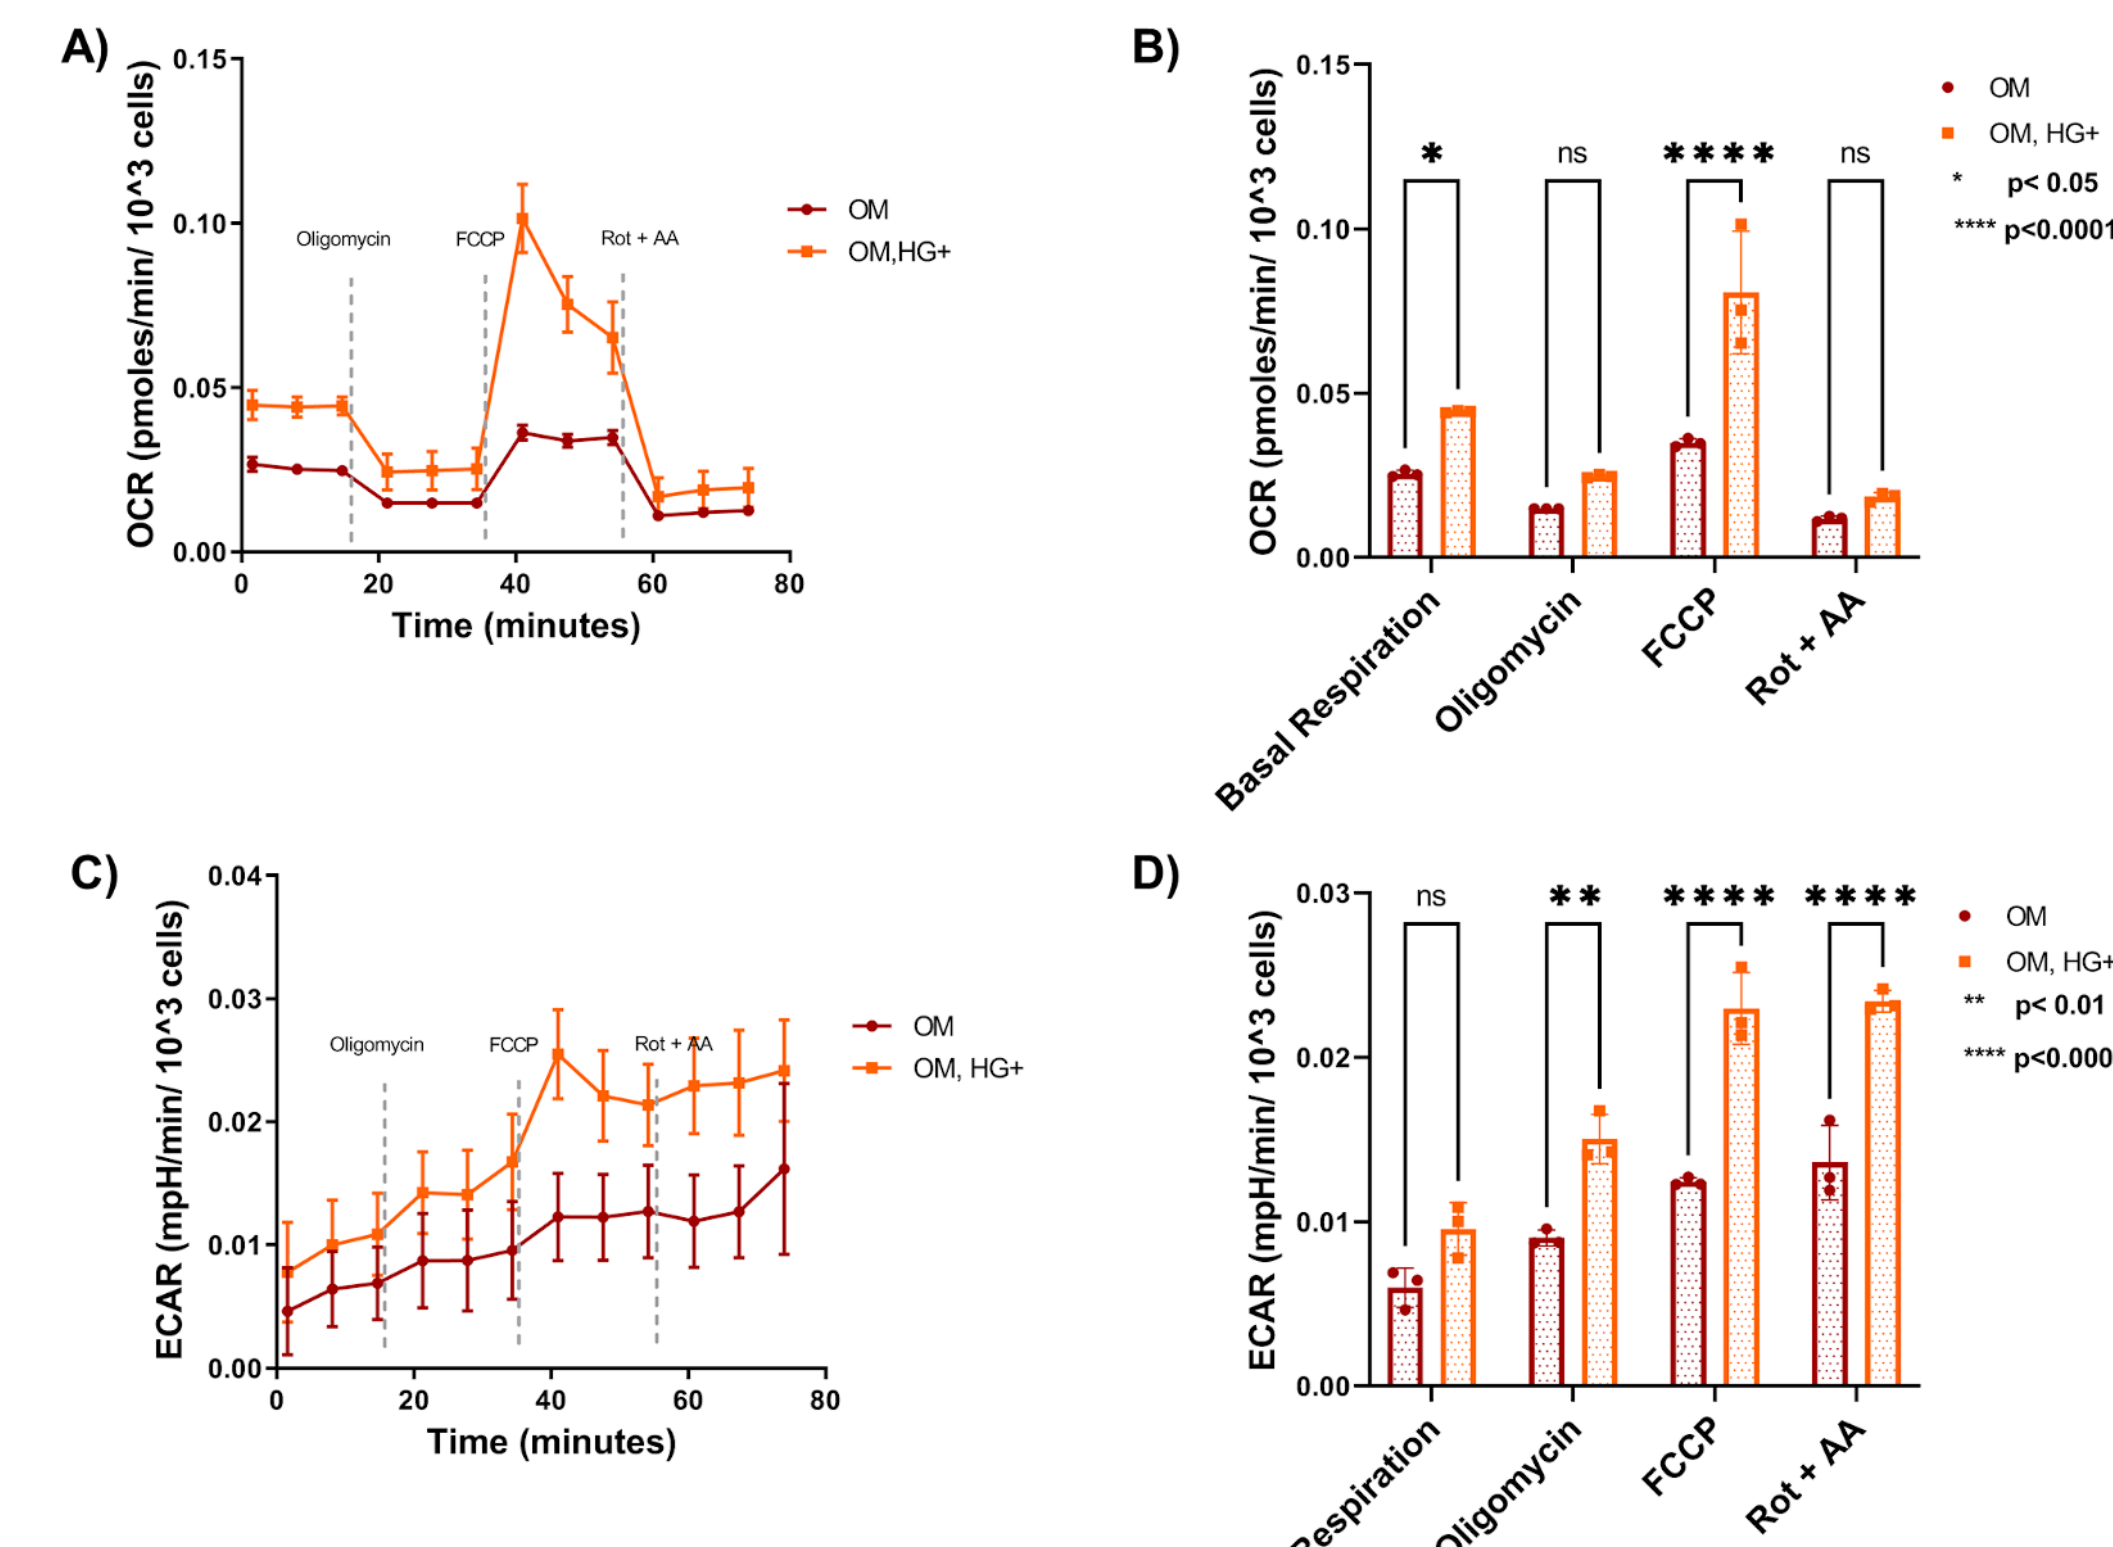 A)
OCR (pmoles/min/ 10^3 cells)
0.15
0.10
0.05
0.00
Oligomycin
FCCP
Rot + AA
OM
OM,HG+
0
20
40
60
80
Time (minutes)
B)
OCR (pmoles/min/ 10^3 cells)
0.15
0.10
0.05
0.00
*
ns
****
ns
OM
OM, HG+
* p< 0.05
**** p<0.0001
Basal Respiration
Oligomycin
FCCP
Rot + AA
C)
ECAR (mpH/min/ 10^3 cells)
0.04
0.03
0.02
0.01
0.00
Oligomycin
FCCP
Rot + AA
OM
OM, HG+
0
20
40
60
80
Time (minutes)
D)
ECAR (mpH/min/ 10^3 cells)
0.03
0.02
0.01
0.00
ns
**
****
****
OM
OM, HG+
** p< 0.01
**** p<0.000
Respiration
Oligomycin
FCCP
Rot + AA